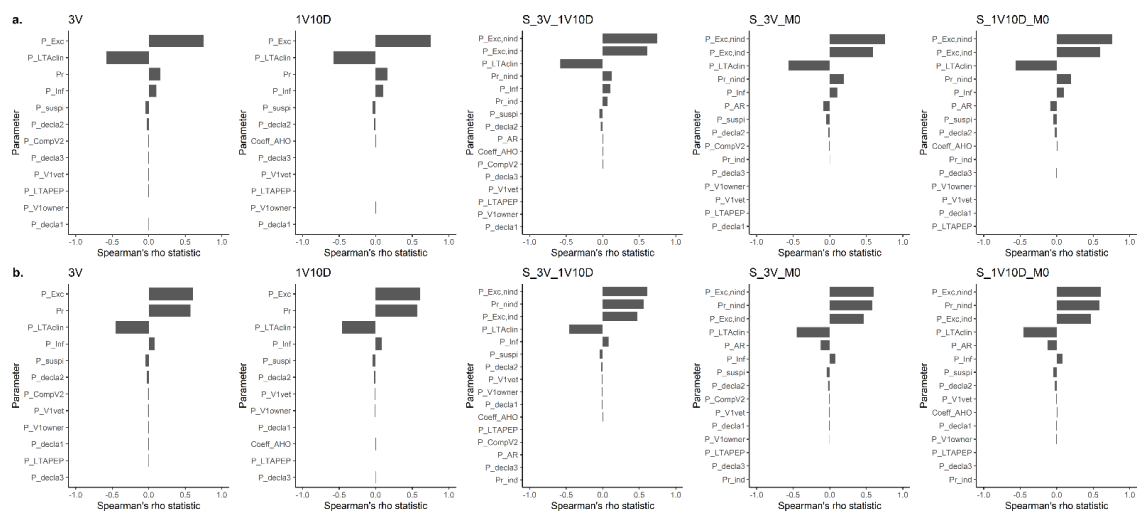 a.
3V
P_Exc
P_LTAclin
Pr
P_Inf
P_suspi
P_decla2
P_CompV2
P_decla3
P_V1vet
P_LTAPEP
P_V1owner
P_decla1
-1.0 -0.5 0.0 0.5 1.0
Spearman's rho statistic
Parameter
1V10D
P_Exc
P_LTAclin
Pr
P_Inf
P_suspi
P_decla2
Coeff_AHO
P_decla3
P_V1vet
P_LTAPEP
P_V1owner
P_decla1
-1.0 -0.5 0.0 0.5 1.0
Spearman's rho statistic
Parameter
S_3V_1V10D
P_Exc,nind
P_Exc,ind
P_LTAclin
Pr_nind
P_Inf
Pr_ind
P_suspi
P_decla2
P_AR
Coeff_AHO
P_CompV2
P_decla3
P_V1vet
P_LTAPEP
P_V1owner
P_decla1
-1.0 -0.5 0.0 0.5 1.0
Spearman's rho statistic
Parameter
S_3V_M0
P_Exc,nind
P_Exc,ind
P_LTAclin
Pr_nind
P_Inf
P_AR
P_suspi
P_decla2
P_CompV2
Pr_ind
P_decla3
P_V1owner
P_V1vet
P_LTAPEP
P_decla1
-1.0 -0.5 0.0 0.5 1.0
Spearman's rho statistic
Parameter
S_1V10D_M0
P_Exc,nind
P_Exc,ind
P_LTAclin
Pr_nind
P_Inf
P_AR
P_suspi
P_decla2
Coeff_AHO
Pr_ind
P_decla3
P_V1owner
P_V1vet
P_decla1
P_LTAPEP
-1.0 -0.5 0.0 0.5 1.0
Spearman's rho statistic
Parameter
b.
3V
P_Exc
Pr
P_LTAclin
P_Inf
P_suspi
P_decla2
P_CompV2
P_V1vet
P_V1owner
P_decla1
P_LTAPEP
P_decla3
-1.0 -0.5 0.0 0.5 1.0
Spearman's rho statistic
Parameter
1V10D
P_Exc
Pr
P_LTAclin
P_Inf
P_suspi
P_decla2
P_V1vet
P_V1owner
P_decla1
Coeff_AHO
P_LTAPEP
P_decla3
-1.0 -0.5 0.0 0.5 1.0
Spearman's rho statistic
Parameter
S_3V_1V10D
P_Exc,nind
Pr_nind
P_Exc,ind
P_LTAclin
P_Inf
P_suspi
P_decla2
P_V1vet
P_V1owner
P_decla1
Coeff_AHO
P_LTAPEP
P_CompV2
P_AR
P_decla3
Pr_ind
-1.0 -0.5 0.0 0.5 1.0
Spearman's rho statistic
Parameter
S_3V_M0
P_Exc,nind
Pr_nind
P_Exc,ind
P_LTAclin
P_AR
P_Inf
P_suspi
P_decla2
P_CompV2
P_V1vet
P_decla1
P_V1owner
P_LTAPEP
P_decla3
Pr_ind
-1.0 -0.5 0.0 0.5 1.0
Spearman's rho statistic
Parameter
S_1V10D_M0
P_Exc,nind
Pr_nind
P_Exc,ind
P_LTAclin
P_AR
P_Inf
P_suspi
P_decla2
P_V1vet
Coeff_AHO
P_decla1
P_V1owner
P_LTAPEP
P_decla3
Pr_ind
-1.0 -0.5 0.0 0.5 1.0
Spearman's rho statistic
Parameter